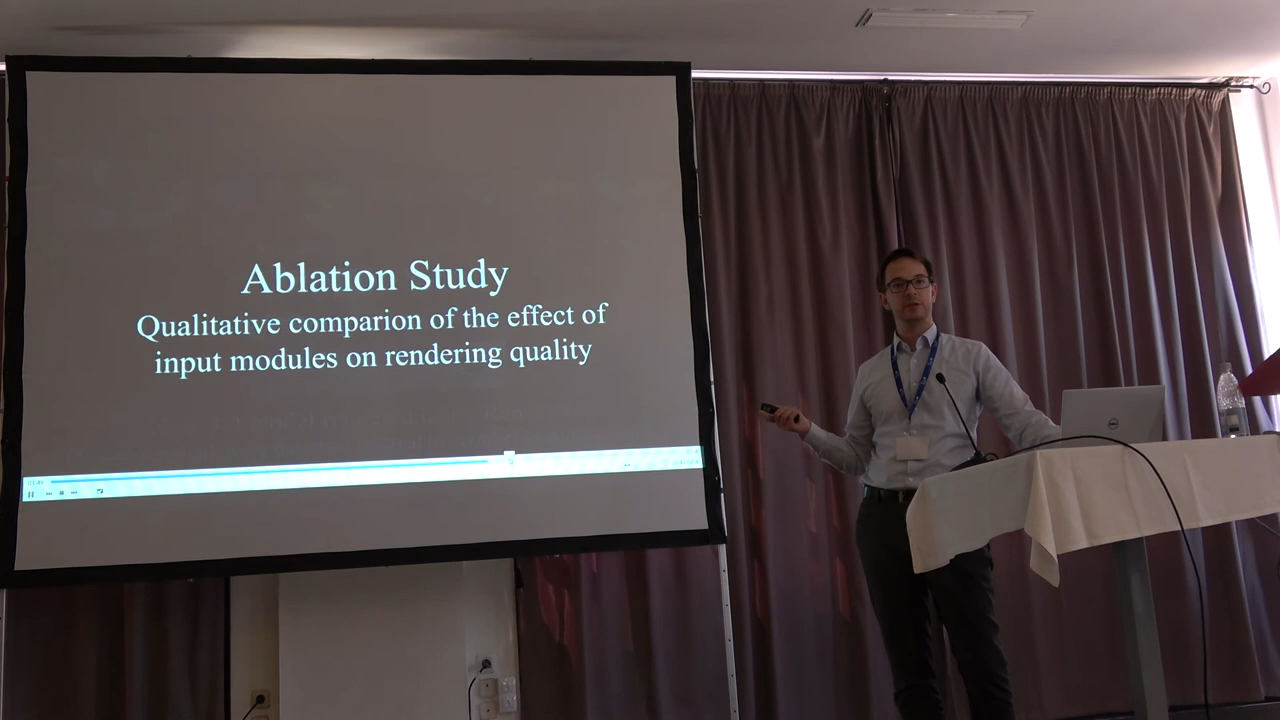 Ablation Study
Qualitative comparion of the effect of
input modules on rendering quality